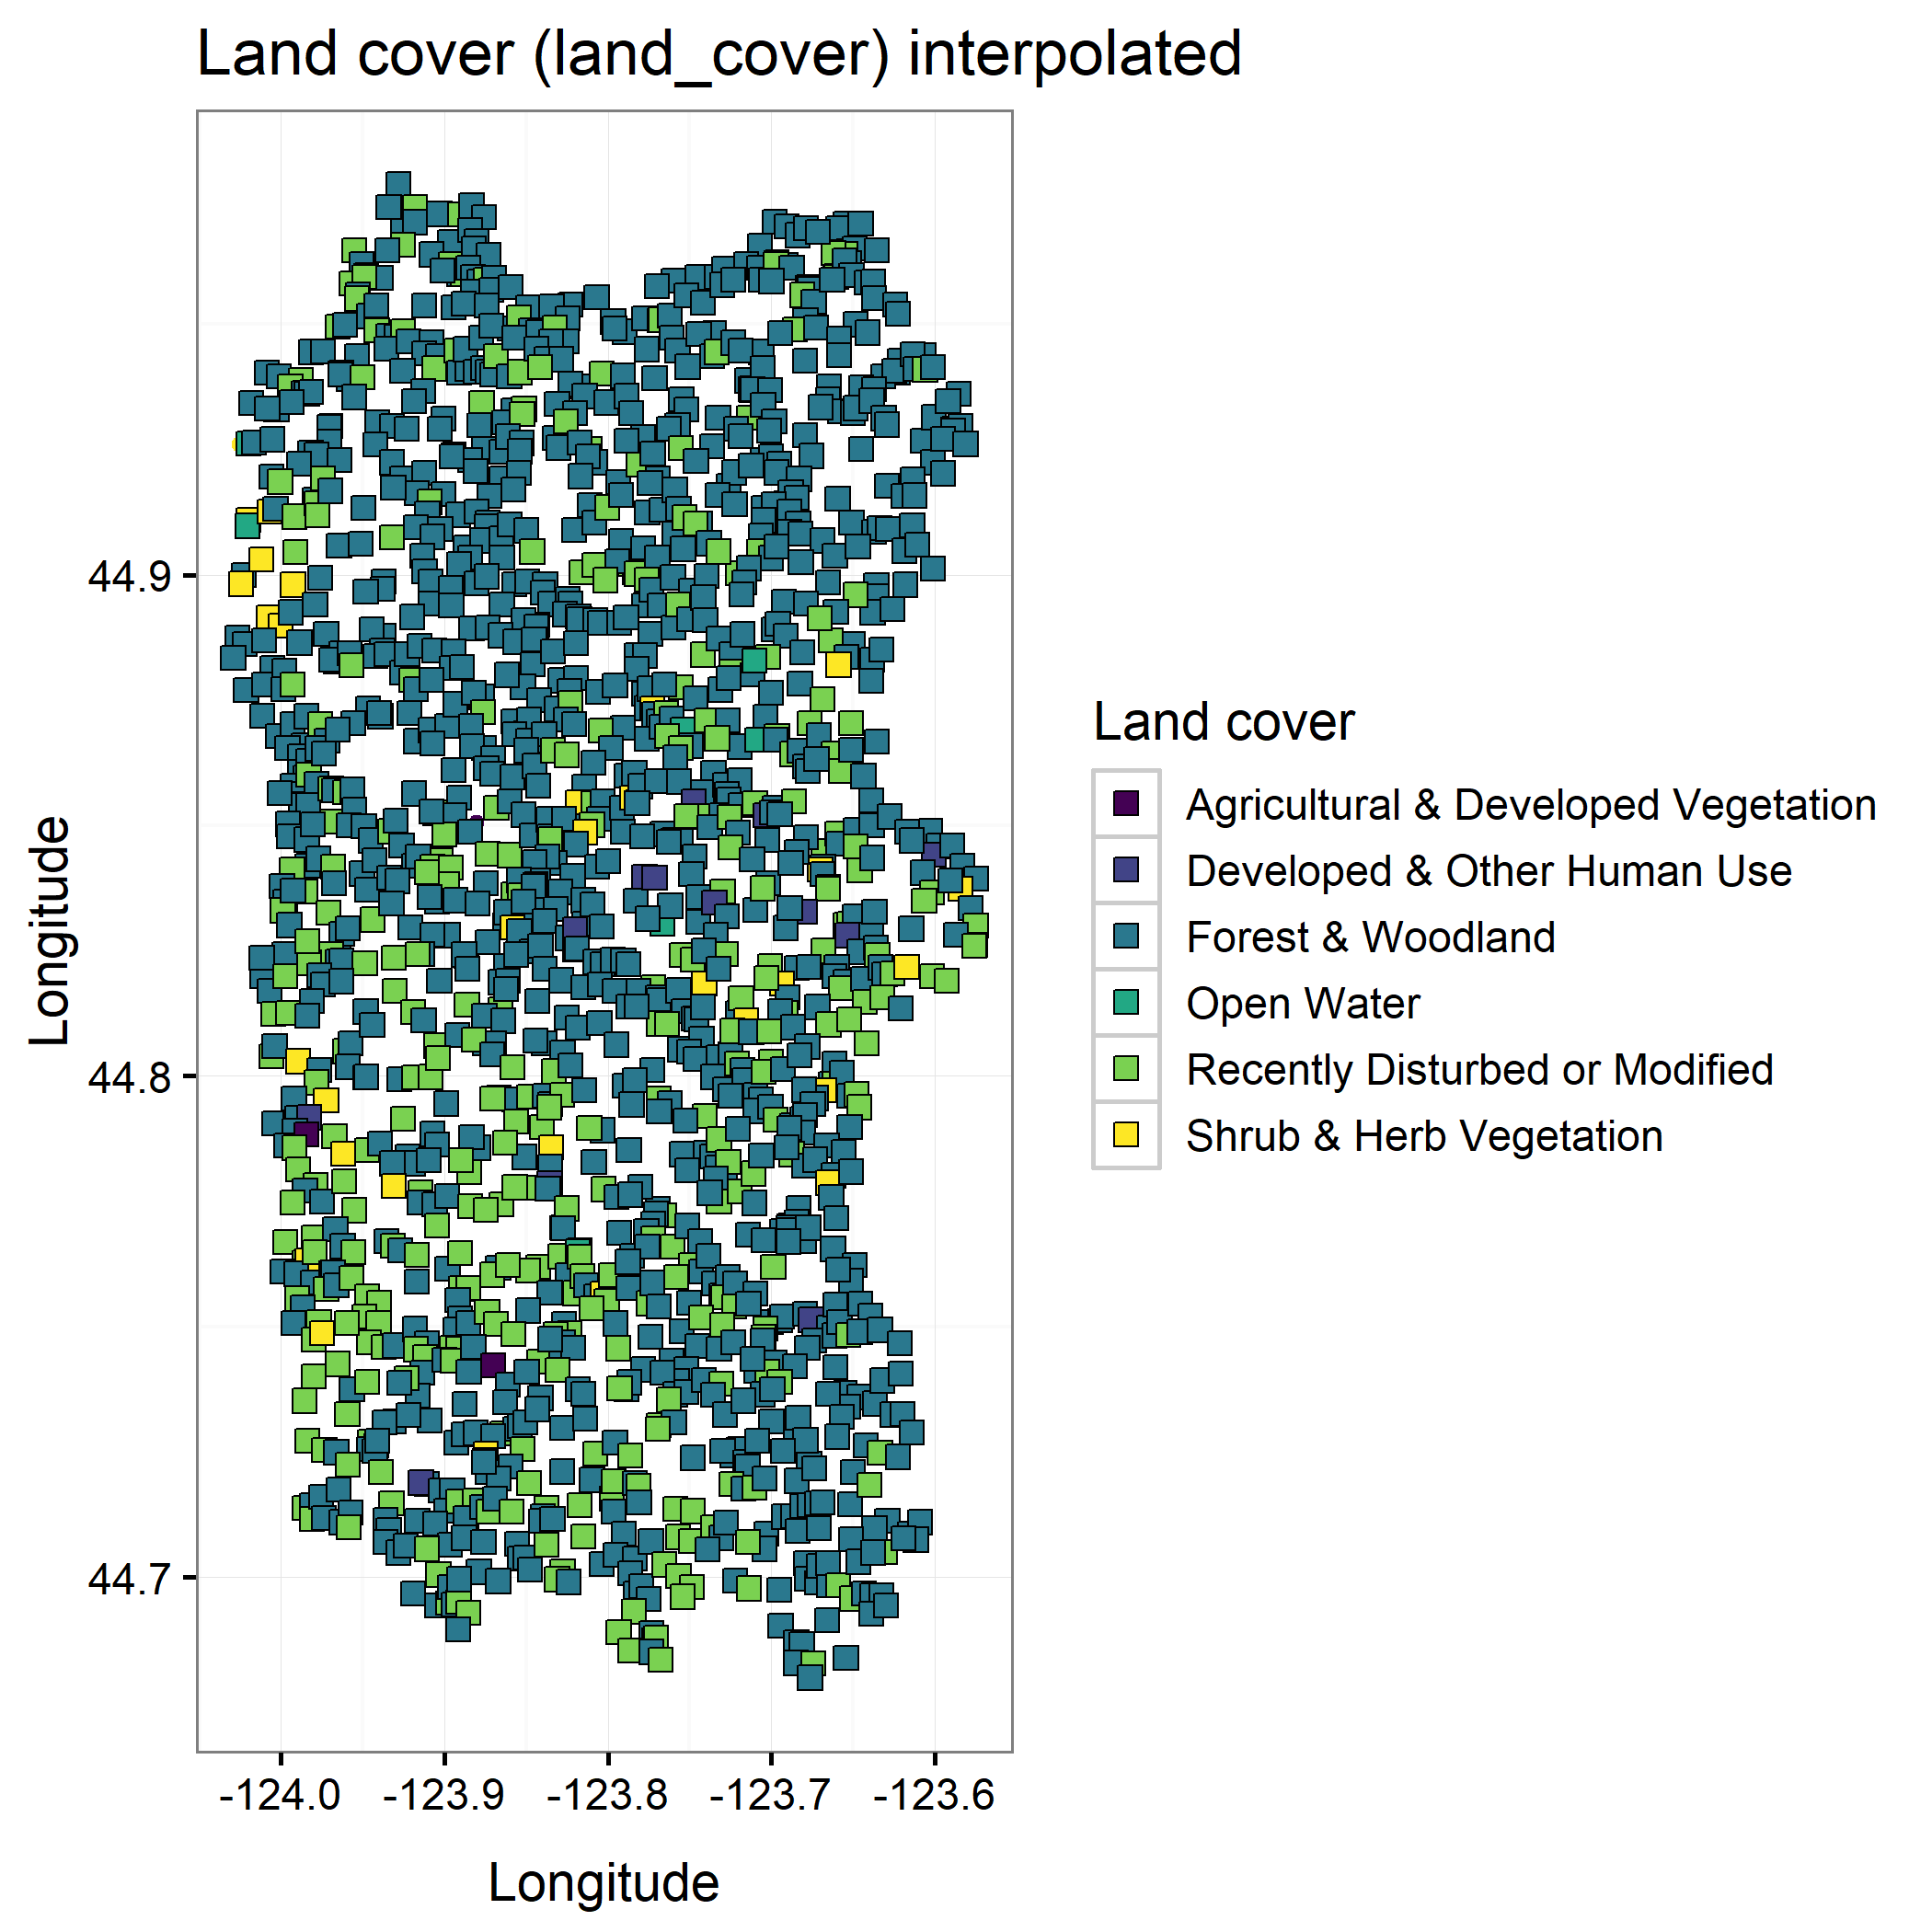 Land cover (land_cover) interpolated
Longitude
44.9
44.8
44.7
-124.0 -123.9 -123.8 -123.7 -123.6
Longitude
Land cover
Agricultural & Developed Vegetation
Developed & Other Human Use
Forest & Woodland
Open Water
Recently Disturbed or Modified
Shrub & Herb Vegetation